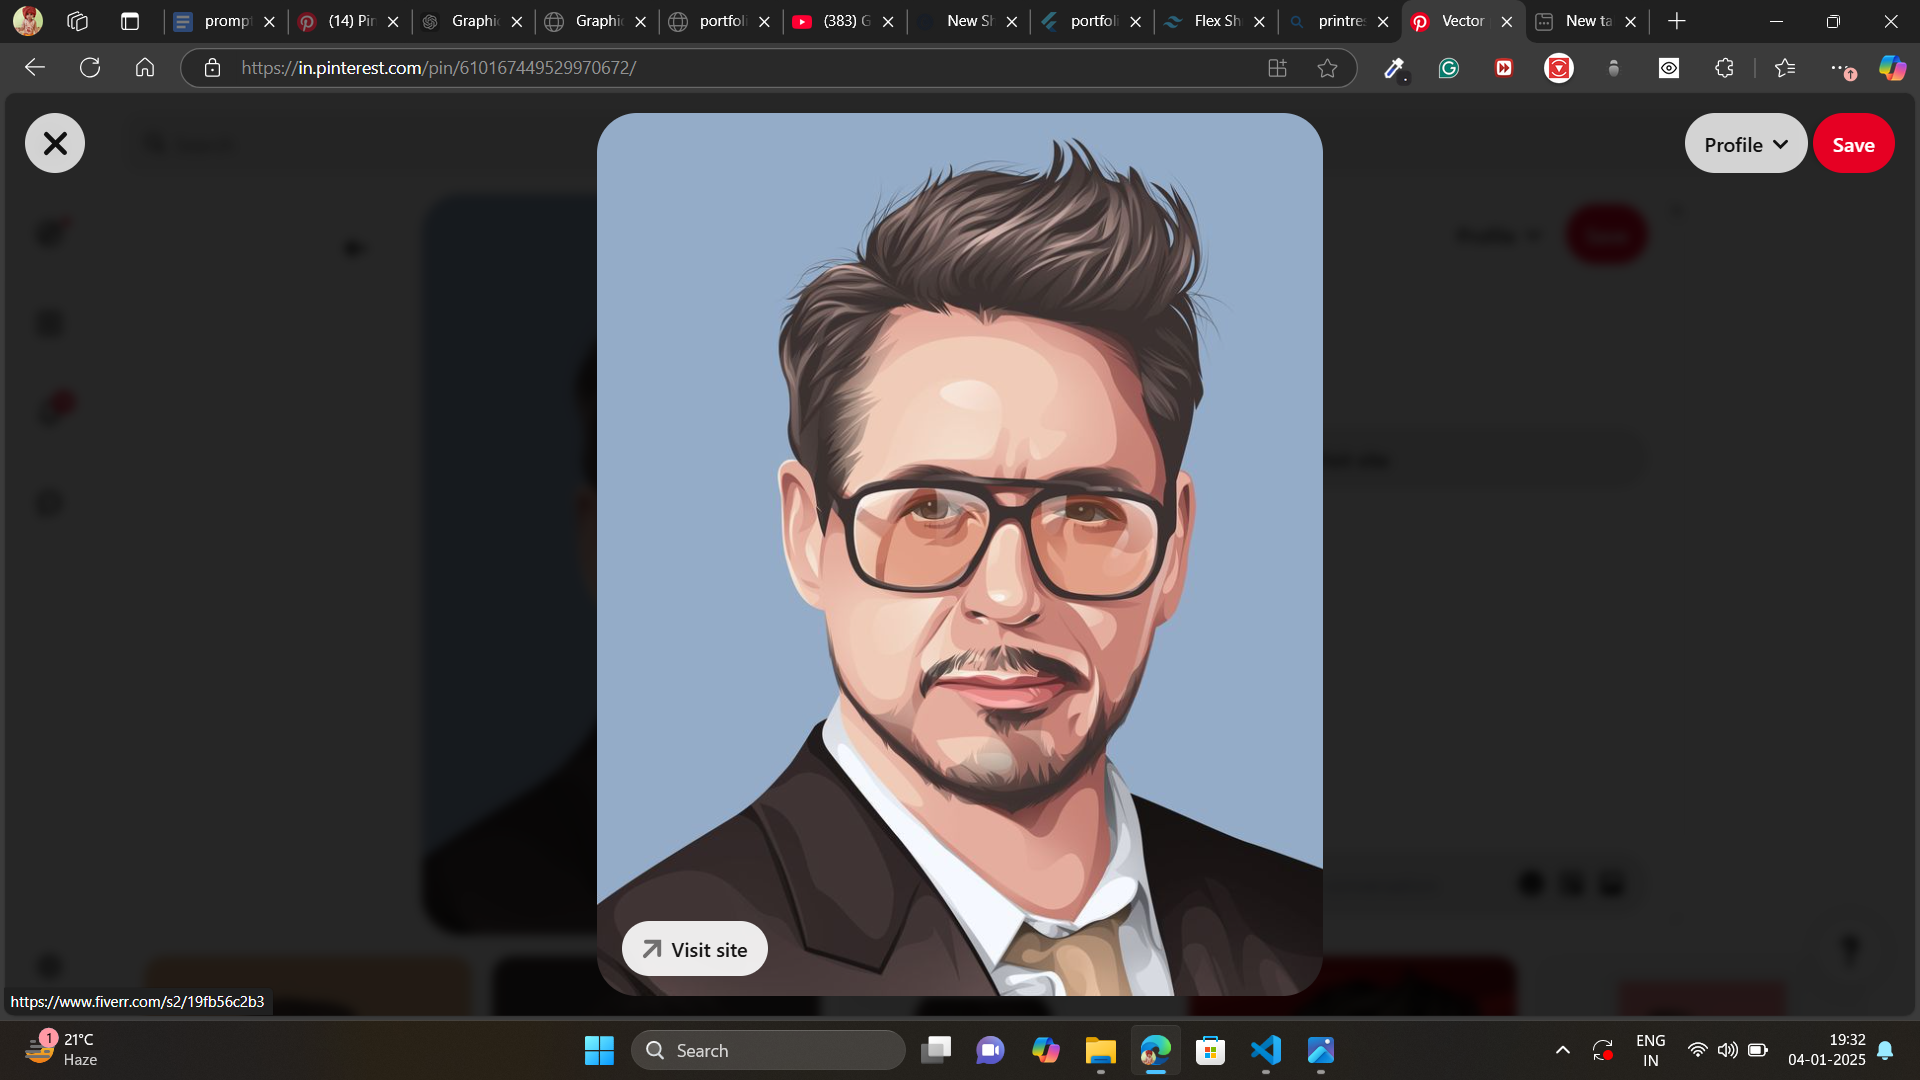 prompt
(14) Pin
Graphic
Graphic
portfoli
(383) G
New Sh
portfoli
Flex Shr
printres
Vector
New ta
https://in.pinterest.com/pin/610167449529970672/
Profile
Save
Visit site
https://www.fiverr.com/s2/19fb56c2b3
1
21°C
Haze
Search
ENG
IN
19:32
04-01-2025